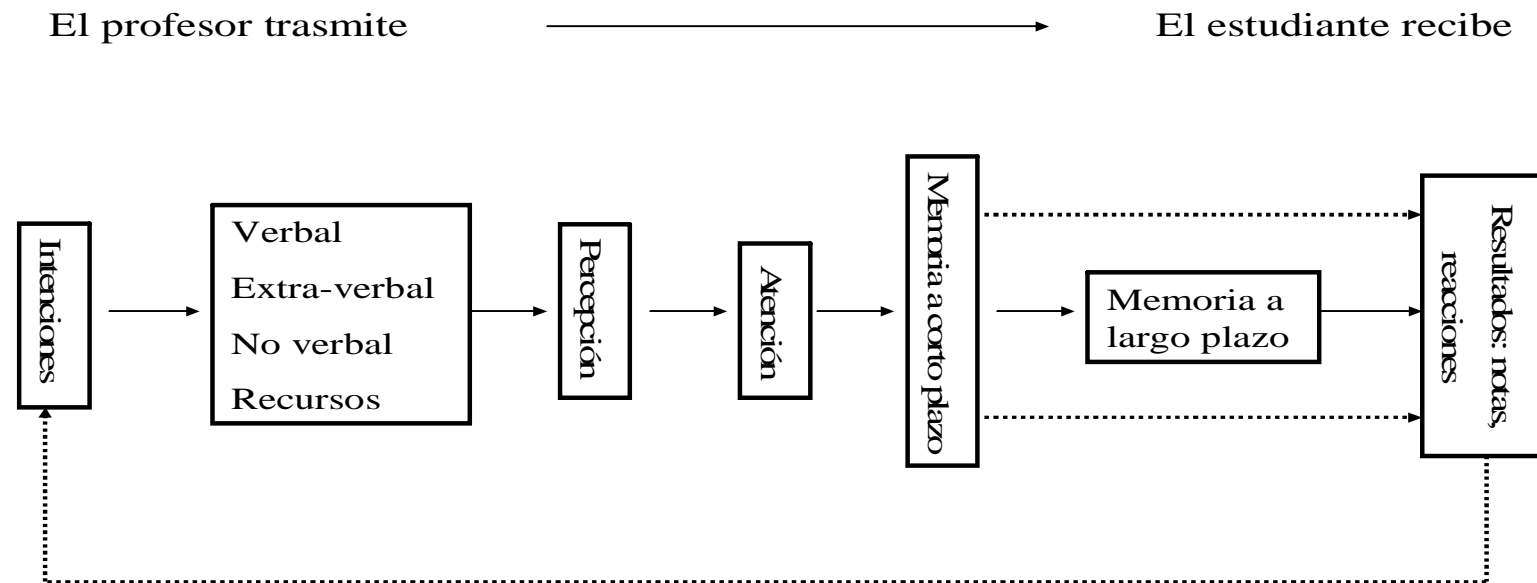 El profesor trasmite
El estudiante recibe
Intenciones
Verbal
Extra-verbal
No verbal
Recursos
Percepción
Atención
Memoria a corto plazo
Memoria a
largo plazo
Resultados: notas,
reacciones